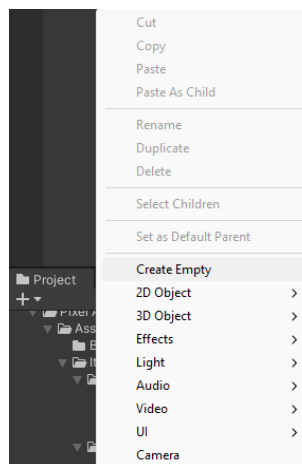 Cut
Copy
Paste
Paste As Child
Rename
Duplicate
Delete
Select Children
Set as Default Parent
Create Empty
2D Object
3D Object
Effects
Light
Audio
Video
UI
Camera
Project